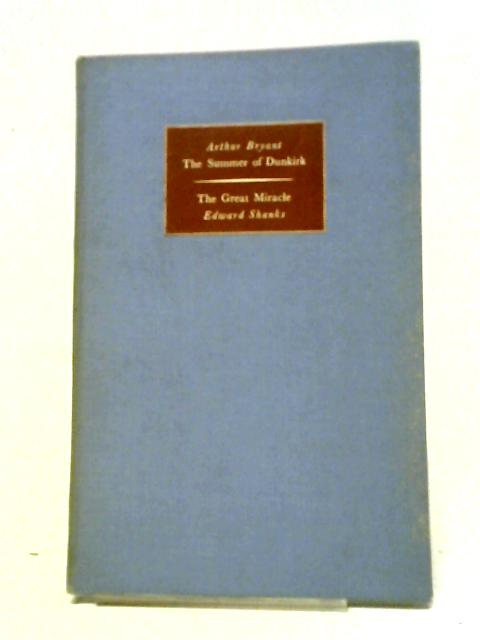 Arthur Bryant
The Summer of Dunkirk
The Great Miracle
Edward Shanks